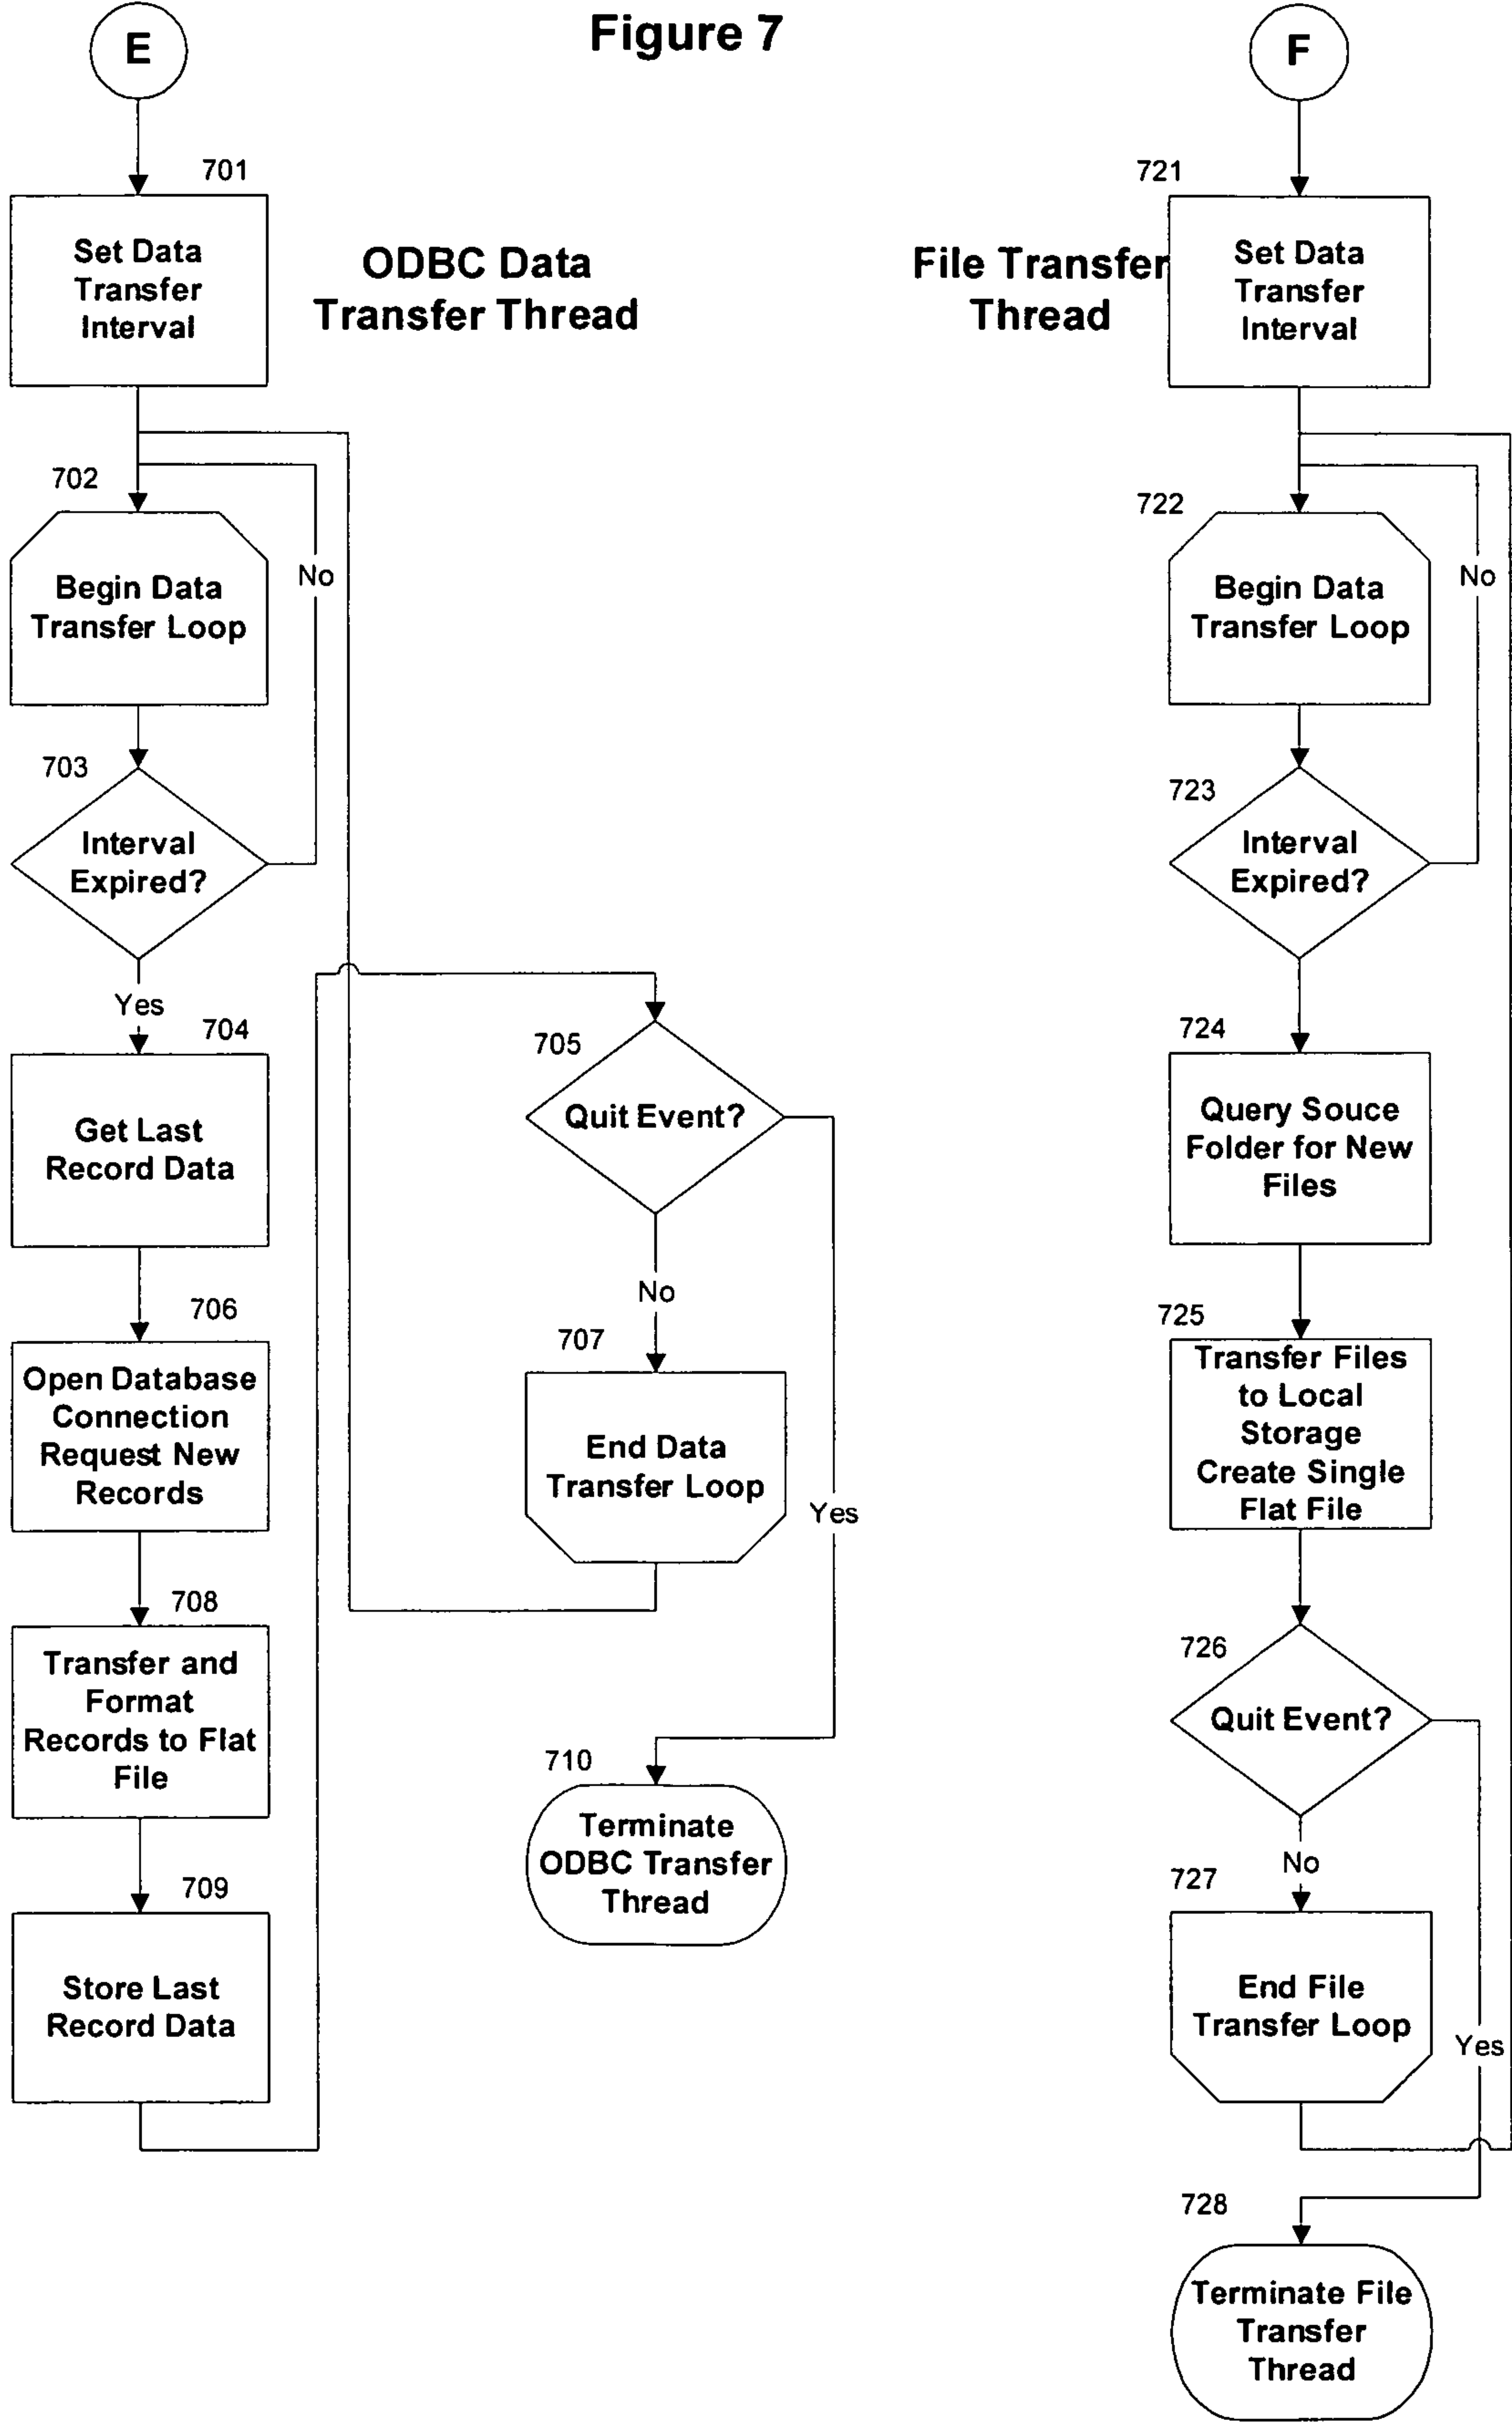 Figure 7
E
701
Set Data
Transfer
Interval
ODBC Data
Transfer Thread
702
Begin Data
Transfer Loop
No
703
Interval
Expired?
Yes
704
Get Last
Record Data
706
Open Database
Connection
Request New
Records
708
Transfer and
Format
Records to Flat
File
709
Store Last
Record Data
705
Quit Event?
No
707
End Data
Transfer Loop
Yes
710
Terminate
ODBC Transfer
Thread
F
721
Set Data
Transfer
Interval
File Transfer
Thread
722
Begin Data
Transfer Loop
No
723
Interval
Expired?
724
Query Souce
Folder for New
Files
725
Transfer Files
to Local
Storage
Create Single
Flat File
726
Quit Event?
No
727
End File
Transfer Loop
Yes
728
Terminate File
Transfer
Thread